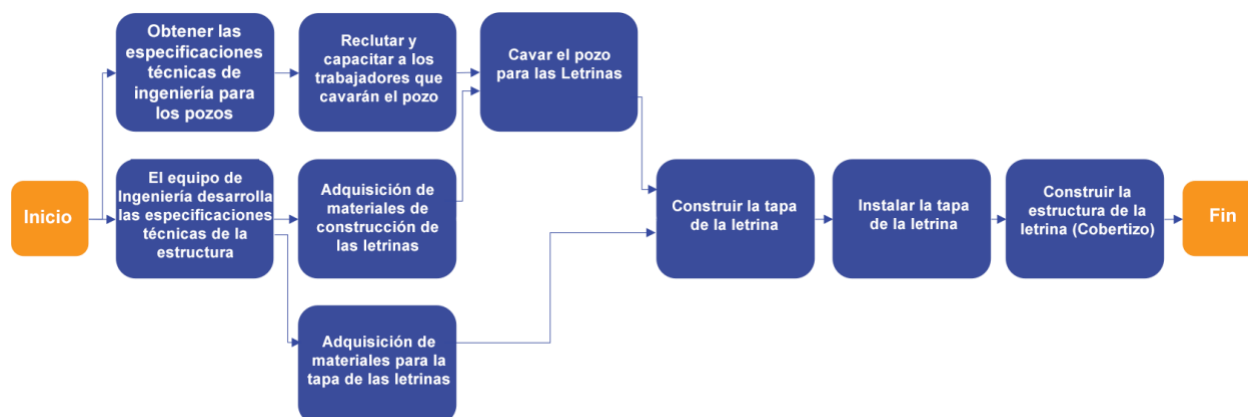 Inicio
Obtener las
especificaciones
técnicas de
ingeniería para
los pozos
Reclutar y
capacitar a los
trabajadores que
cavarán el pozo
Cavar el pozo
para las Letrinas
El equipo de
Ingeniería desarrolla
las especificaciones
técnicas de la
estructura
Adquisición de
materiales de
construcción de
las letrinas
Adquisición de
materiales para la
tapa de las letrinas
Construir la tapa
de la letrina
Instalar la tapa
de la letrina
Construir la
estructura de la
letrina (Cobertizo)
Fin